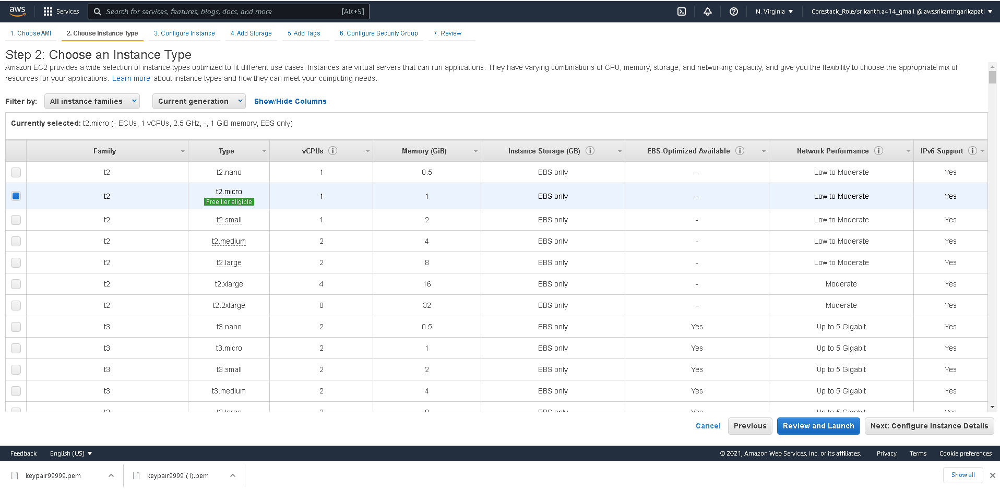 aws Services Search for services, features, blogs, docs, and more [Alt+S] N. Virginia Corestack_Role/srikanth.a414_gmail @ awssrikanthgarikapati
1. Choose AMI 2. Choose Instance Type 3. Configure Instance 4. Add Storage 5. Add Tags 6. Configure Security Group 7. Review
Step 2: Choose an Instance Type
Amazon EC2 provides a wide selection of instance types optimized to fit different use cases. Instances are virtual servers that can run applications. They have varying combinations of CPU, memory, storage, and networking capacity, and give you the flexibility to choose the appropriate mix of
resources for your applications. Learn more about instance types and how they can meet your computing needs.
Filter by: All instance families Current generation Show/Hide Columns
Currently selected: t2.micro (- ECUs, 1 vCPUs, 2.5 GHz, -, 1 GiB memory, EBS only)
Family Type vCPUs Memory (GiB) Instance Storage (GB) EBS-Optimized Available Network Performance IPv6 Support
t2 t2.nano 1 0.5 EBS only - Low to Moderate Yes
t2 t2.micro 1 1 EBS only - Low to Moderate Yes
Free tier eligible
t2 t2.small 1 2 EBS only - Low to Moderate Yes
t2 t2.medium 2 4 EBS only - Low to Moderate Yes
t2 t2.large 2 8 EBS only - Low to Moderate Yes
t2 t2.xlarge 4 16 EBS only - Moderate Yes
t2 t2.2xlarge 8 32 EBS only - Moderate Yes
t3 t3.nano 2 0.5 EBS only Yes Up to 5 Gigabit Yes
t3 t3.micro 2 1 EBS only Yes Up to 5 Gigabit Yes
t3 t3.small 2 2 EBS only Yes Up to 5 Gigabit Yes
t3 t3.medium 2 4 EBS only Yes Up to 5 Gigabit Yes
Cancel Previous Review and Launch Next: Configure Instance Details
Feedback English (US) © 2021, Amazon Web Services, Inc. or its affiliates. Privacy Terms Cookie preferences
keypair99999.pem keypair9999 (1).pem Show all